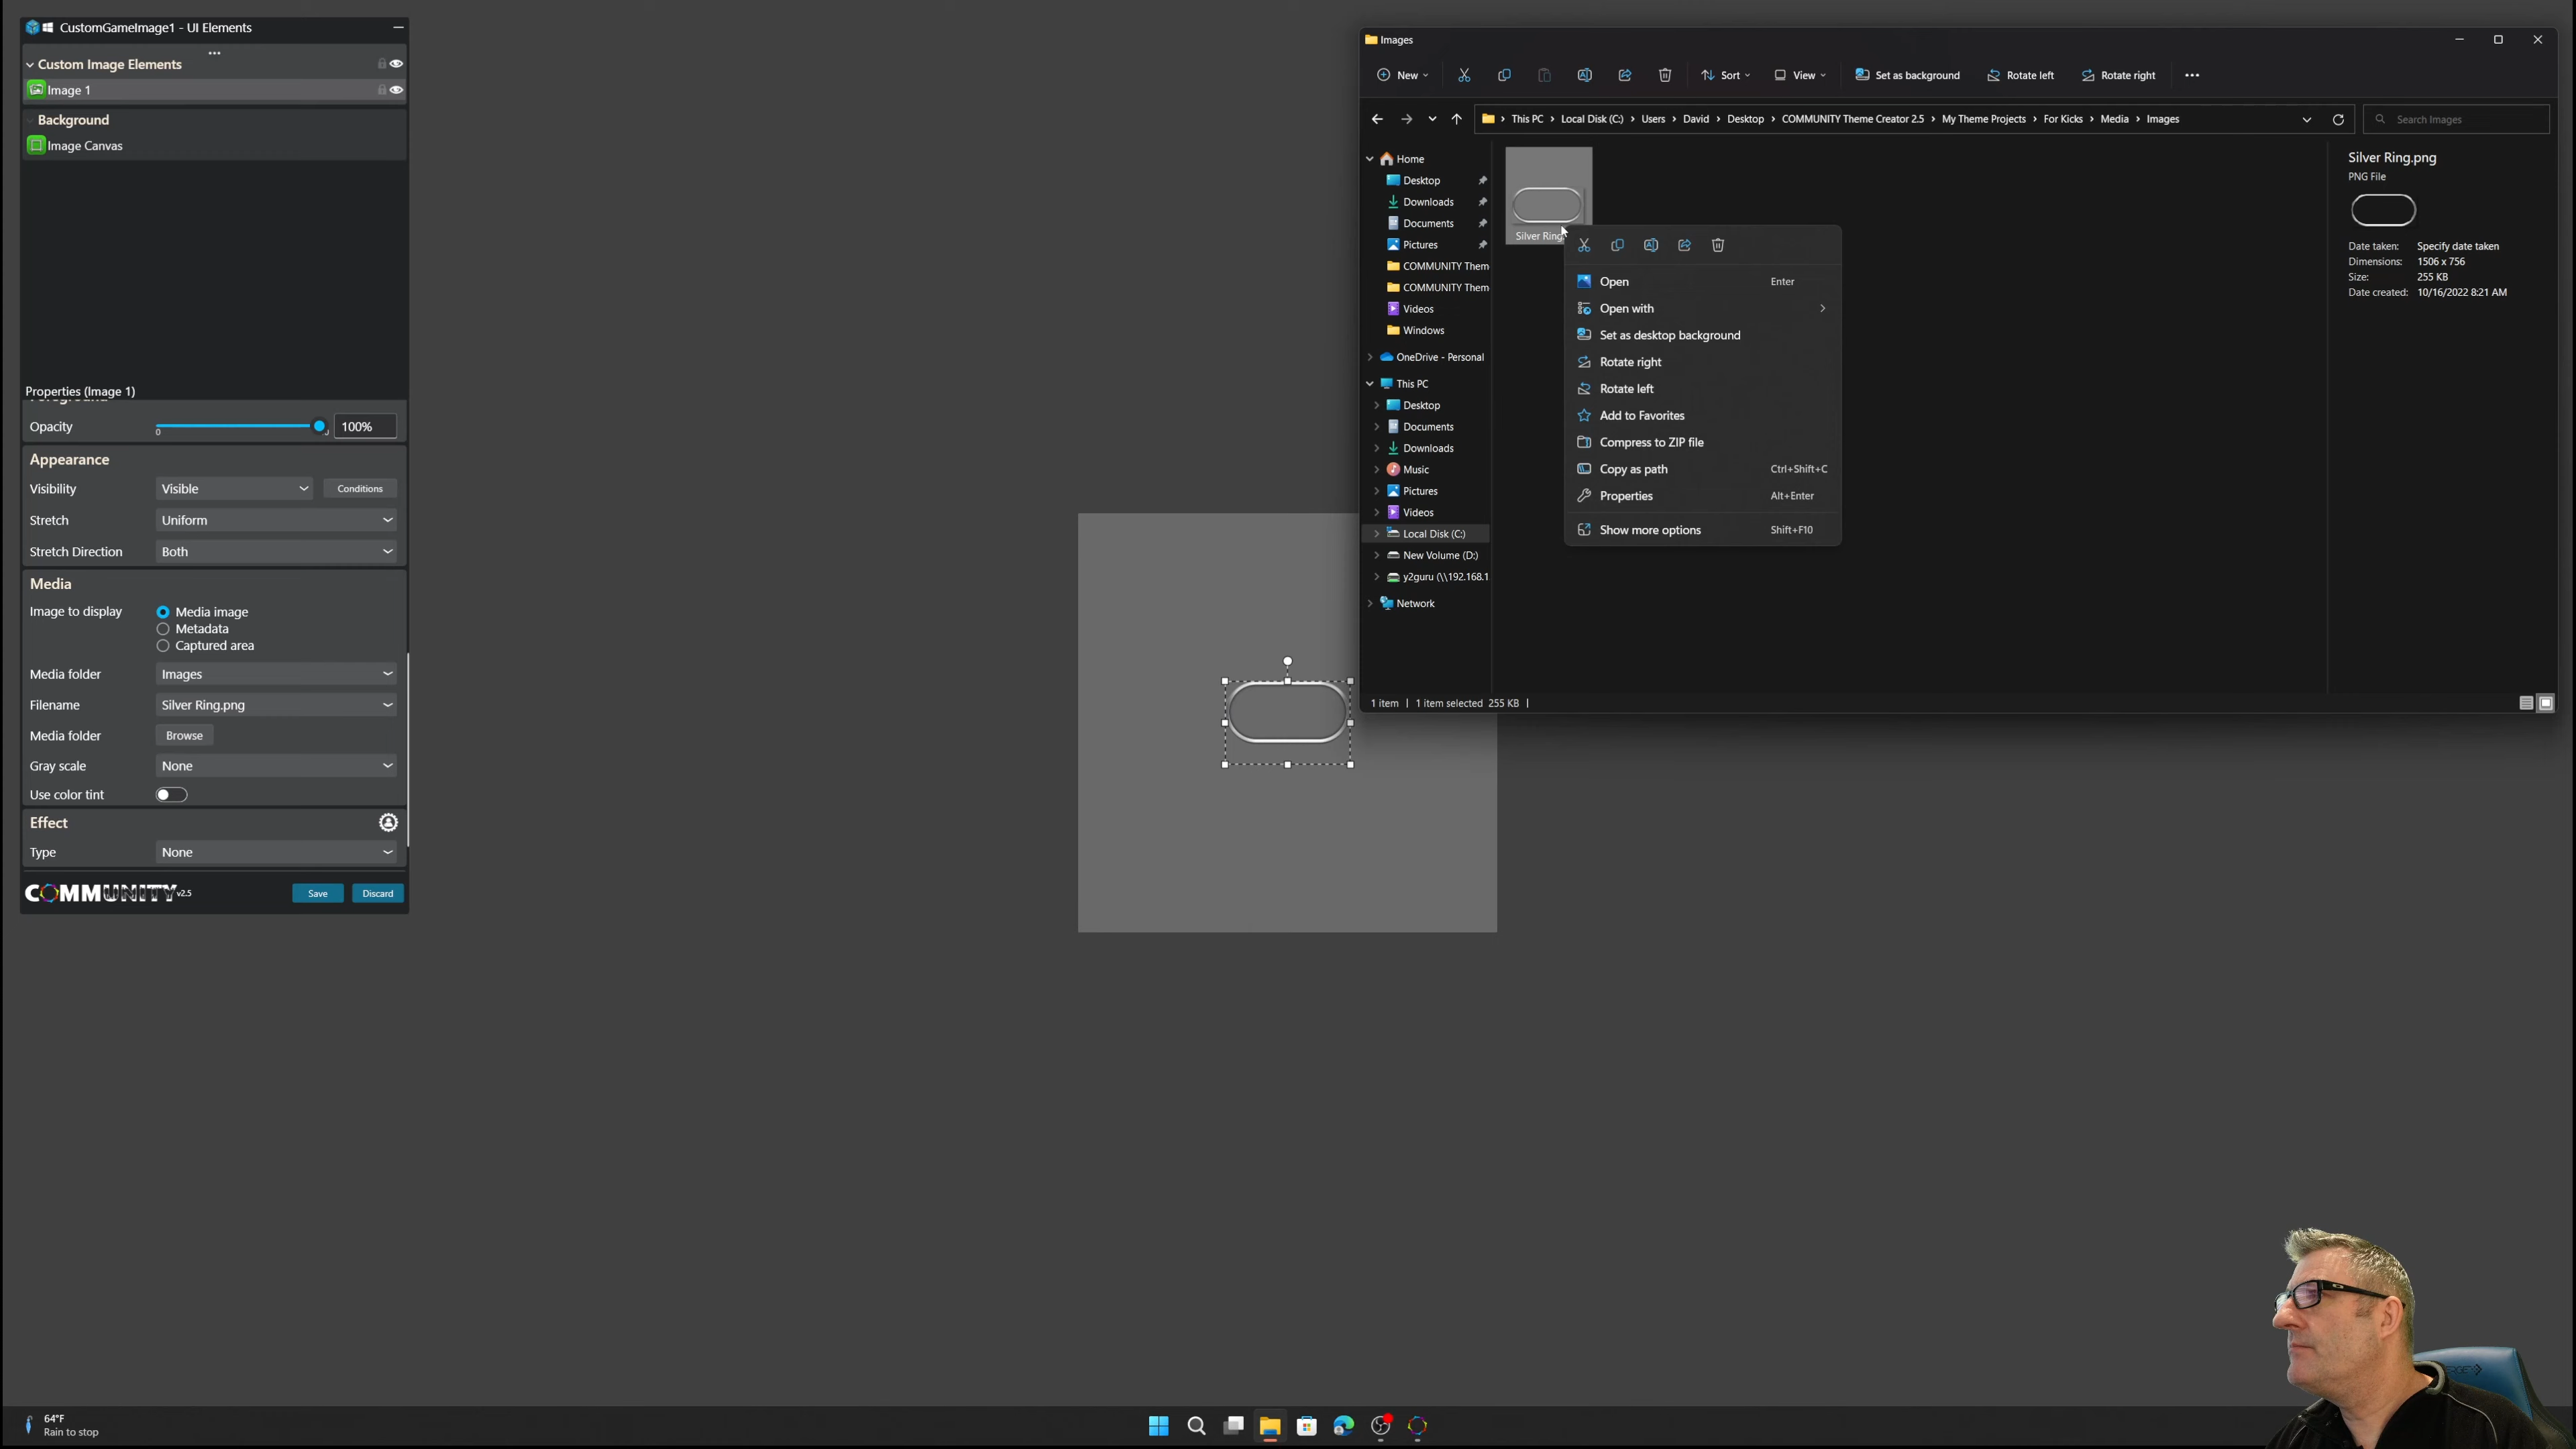 CustomGameImage1 - UI Elements
Custom Image Elements
Image 1
Background
Image Canvas
Properties (Image 1)
Foreground
Opacity
0
100%
Appearance
Visibility
Visible
Conditions
Stretch
Uniform
Stretch Direction
Both
Media
Image to display
Media image
Metadata
Captured area
Media folder
Images
Filename
Silver Ring.png
Media folder
Browse
Gray scale
None
Use color tint
Effect
Type
None
COMMUNITY v2.5
Save
Discard
Images
New
Sort
View
Set as background
Rotate left
Rotate right
This PC
Local Disk (C:)
Users
David
Desktop
COMMUNITY Theme Creator 2.5
My Theme Projects
For Kicks
Media
Images
Search Images
Home
Desktop
Downloads
Documents
Pictures
COMMUNITY Them
COMMUNITY Them
Videos
Windows
OneDrive - Personal
This PC
Desktop
Documents
Downloads
Music
Pictures
Videos
Local Disk (C:)
New Volume (D:)
y2guru (\\192.168.1
Network
Silver Ring
Open Enter
Open with
Set as desktop background
Rotate right
Rotate left
Add to Favorites
Compress to ZIP file
Copy as path Ctrl+Shift+C
Properties Alt+Enter
Show more options Shift+F10
Silver Ring.png
PNG File
Date taken: Specify date taken
Dimensions: 1506 x 756
Size: 255 KB
Date created: 10/16/2022 8:21 AM
1 item
1 item selected 255 KB
64°F
Rain to stop